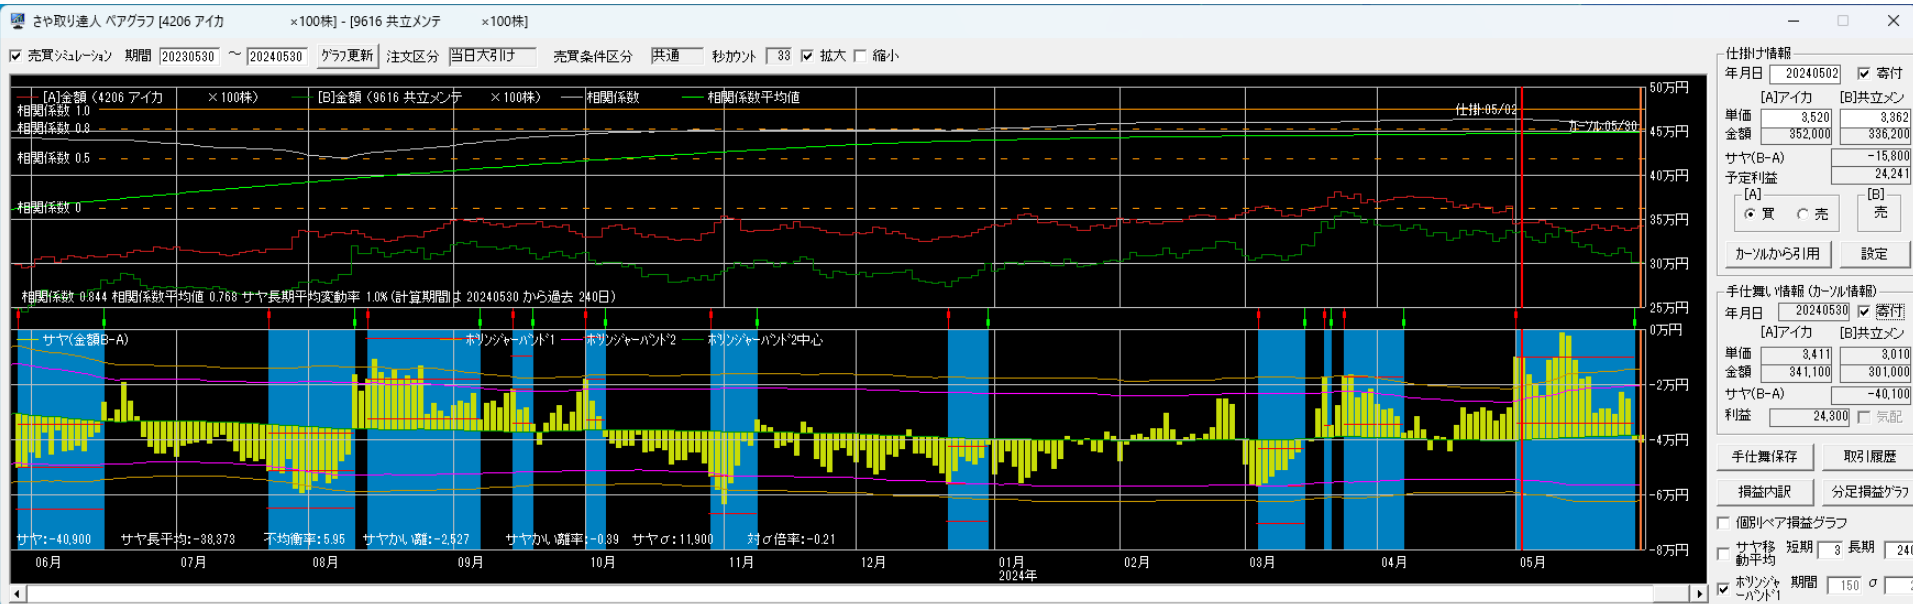 さや取り達人 ペアグラフ [4206 アイカ ×100株] - [9616 共立メンテ ×100株]
売買シミュレーション 期間 20230530 ～ 20240530 グラフ更新 注文区分 当日大引け 売買条件区分 共通 秒カウント 33 拡大 縮小
[A]金額 (4206 アイカ ×100株) [B]金額 (9616 共立メンテ ×100株) 相関係数 相関係数平均値
相関係数 1.0
相関係数 0.8
相関係数 0.5
相関係数 0
仕掛:05/02
カーソル:05/30
50万円
45万円
40万円
35万円
30万円
25万円
相関係数 0.844 相関係数平均値 0.768 サヤ長期平均変動率 1.0% (計算期間は 20240530 から過去 240日)
サヤ(金額B-A) ボリンジャーバンド1 ボリンジャーバンド2 ボリンジャーバンド2中心
0万円
-2万円
-4万円
-6万円
-8万円
サヤ:-40,900 サヤ長平均:-38,373 不均衡率:5.95 サヤかい離:-2,527 サヤかい離率:-0.39 サヤσ:11,900 対σ倍率:-0.21
06月 07月 08月 09月 10月 11月 12月 01月 02月 03月 04月 05月
2024年
仕掛け情報
年月日 20240502 寄付
[A]アイカ [B]共立メン
単価 3,520 3,362
金額 352,000 336,200
サヤ(B-A) -15,800
予定利益 24,241
[A] [B]
買 売 売
カーソルから引用 設定
手仕舞い情報 (カーソル情報)
年月日 20240530 寄付
[A]アイカ [B]共立メン
単価 3,411 3,010
金額 341,100 301,000
サヤ(B-A) -40,100
利益 24,300 気配
手仕舞保存 取引履歴
損益内訳 分足損益グラフ
個別ペア損益グラフ
サヤ移動平均 短期 3 長期 240
ボリンジャーバンド1 期間 150 σ 2